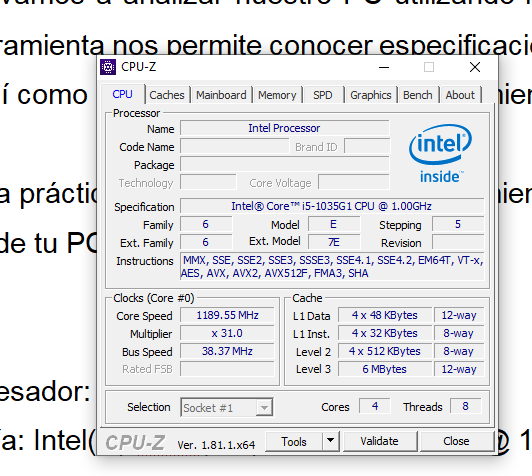 vamos a analizar nuestro PC utilizando
ramienta nos permite conocer especificaci
CPU-Z
CPU Caches Mainboard Memory SPD Graphics Bench About
í como
Processor
Name Intel Processor
Code Name Brand ID
Package
Technology Core Voltage
intel inside™
a práctic
Specification Intel® Core™ i5-1035G1 CPU @ 1.00GHz
Family 6 Model E Stepping 5
de tu PC
Ext. Family 6 Ext. Model 7E Revision
Instructions MMX, SSE, SSE2, SSE3, SSSE3, SSE4.1, SSE4.2, EM64T, VT-x,
AES, AVX, AVX2, AVX512F, FMA3, SHA
Clocks (Core #0)
Core Speed 1189.55 MHz
Multiplier x 31.0
Bus Speed 38.37 MHz
Rated FSB
Cache
L1 Data 4 x 48 KBytes 12-way
L1 Inst. 4 x 32 KBytes 8-way
Level 2 4 x 512 KBytes 8-way
Level 3 6 MBytes 12-way
esador:
Selection Socket #1 Cores 4 Threads 8
ía: Intel( @ 1
CPU-Z Ver. 1.81.1.x64 Tools Validate Close